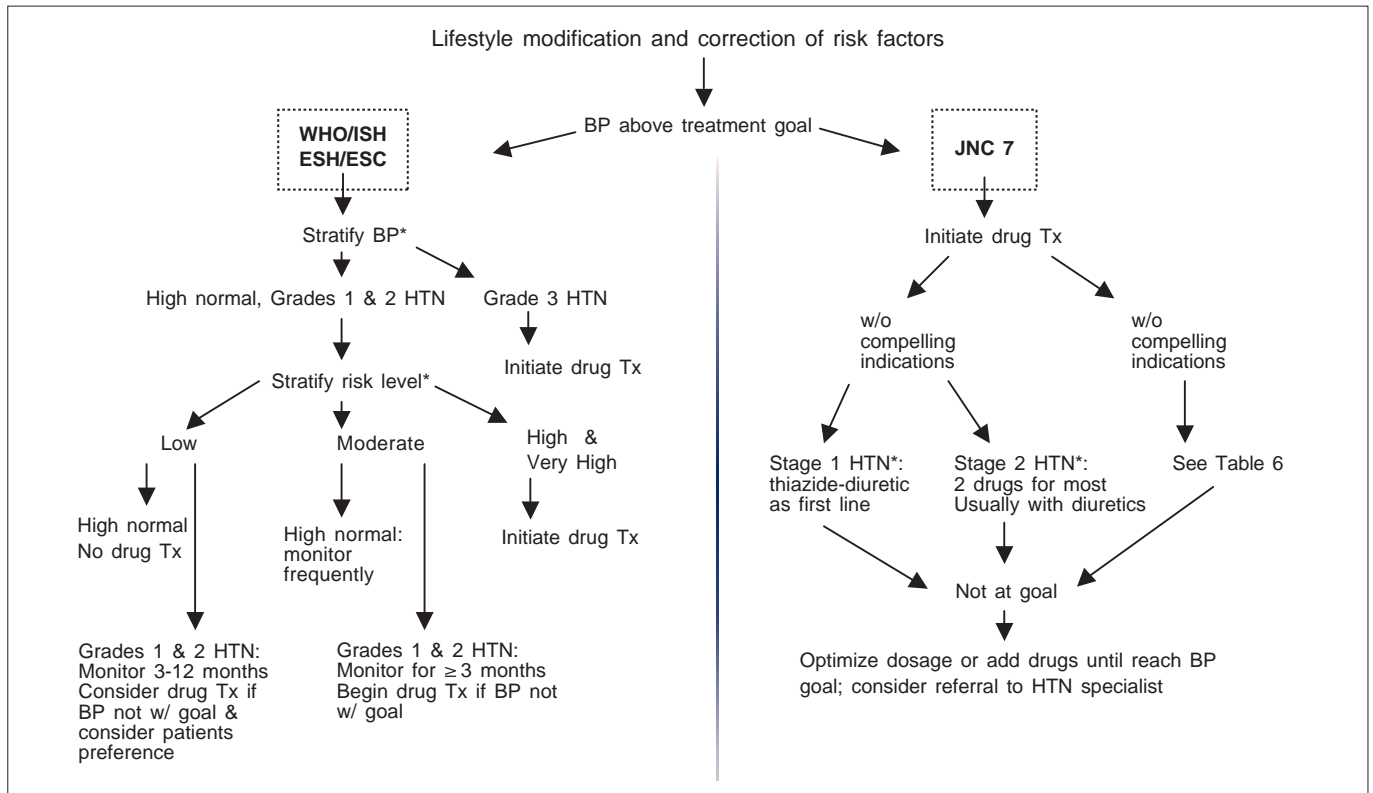 Lifestyle modification and correction of risk factors
BP above treatment goal
WHO/ISH
ESH/ESC
Stratify BP*
High normal, Grades 1 & 2 HTN
Grade 3 HTN
Initiate drug Tx
Stratify risk level*
Low
Moderate
High &
Very High
High normal
No drug Tx
High normal:
monitor
frequently
Initiate drug Tx
Grades 1 & 2 HTN:
Monitor 3-12 months
Consider drug Tx if
BP not w/ goal &
consider patients
preference
Grades 1 & 2 HTN:
Monitor for ≥3 months
Begin drug Tx if BP not
w/ goal
JNC 7
Initiate drug Tx
w/o
compelling
indications
w/o
compelling
indications
Stage 1 HTN*:
thiazide-diuretic
as first line
Stage 2 HTN*:
2 drugs for most
Usually with diuretics
See Table 6
Not at goal
Optimize dosage or add drugs until reach BP
goal; consider referral to HTN specialist